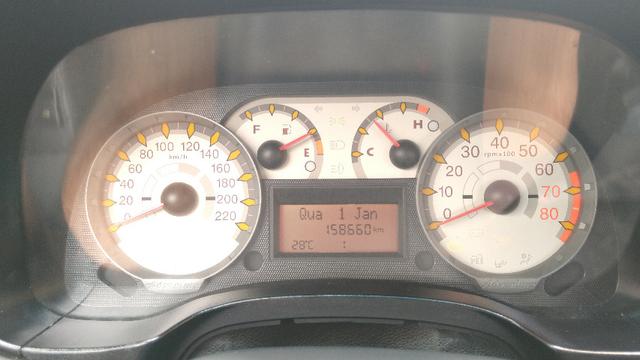 0 20 40 60 80 100 120 140 160 180 200 220
km/h
F E
C H
0 10 20 30 40 50 60 70 80
rpm x100
Qua 1 Jan
158660 km
28°C :